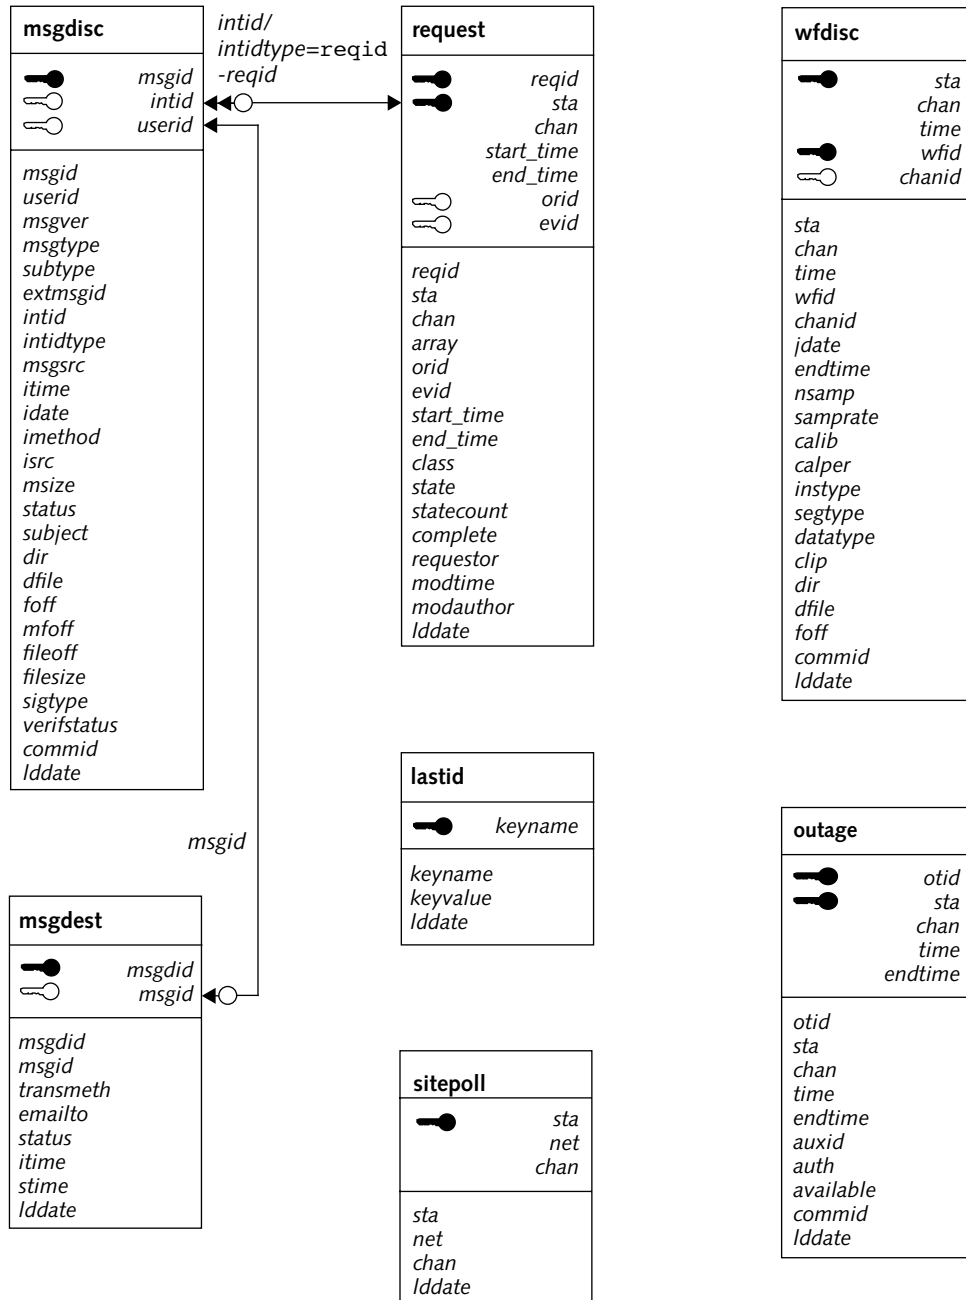 msgdisc
msgid
intid
userid
msgid
userid
msgver
msgtype
subtype
extmsgid
intid
intidtype
msgsrc
itime
idate
imethod
isrc
msize
status
subject
dir
dfile
foff
mfoff
fileoff
filesize
sigtype
verifstatus
commid
lddate
intid/
intidtype=reqid
-reqid
request
reqid
sta
chan
start_time
end_time
orid
evid
reqid
sta
chan
array
orid
evid
start_time
end_time
class
state
statecount
complete
requestor
modtime
modauthor
lddate
wfdisc
sta
chan
time
wfid
chanid
sta
chan
time
wfid
chanid
jdate
endtime
nsamp
samprate
calib
calper
instype
segtype
datatype
clip
dir
dfile
foff
commid
lddate
msgid
msgdest
msgdid
msgid
msgdid
msgid
transmeth
emailto
status
itime
stime
lddate
lastid
keyname
keyname
keyvalue
lddate
sitepoll
sta
net
chan
sta
net
chan
lddate
outage
otid
sta
chan
time
endtime
otid
sta
chan
time
endtime
auxid
auth
available
commid
lddate